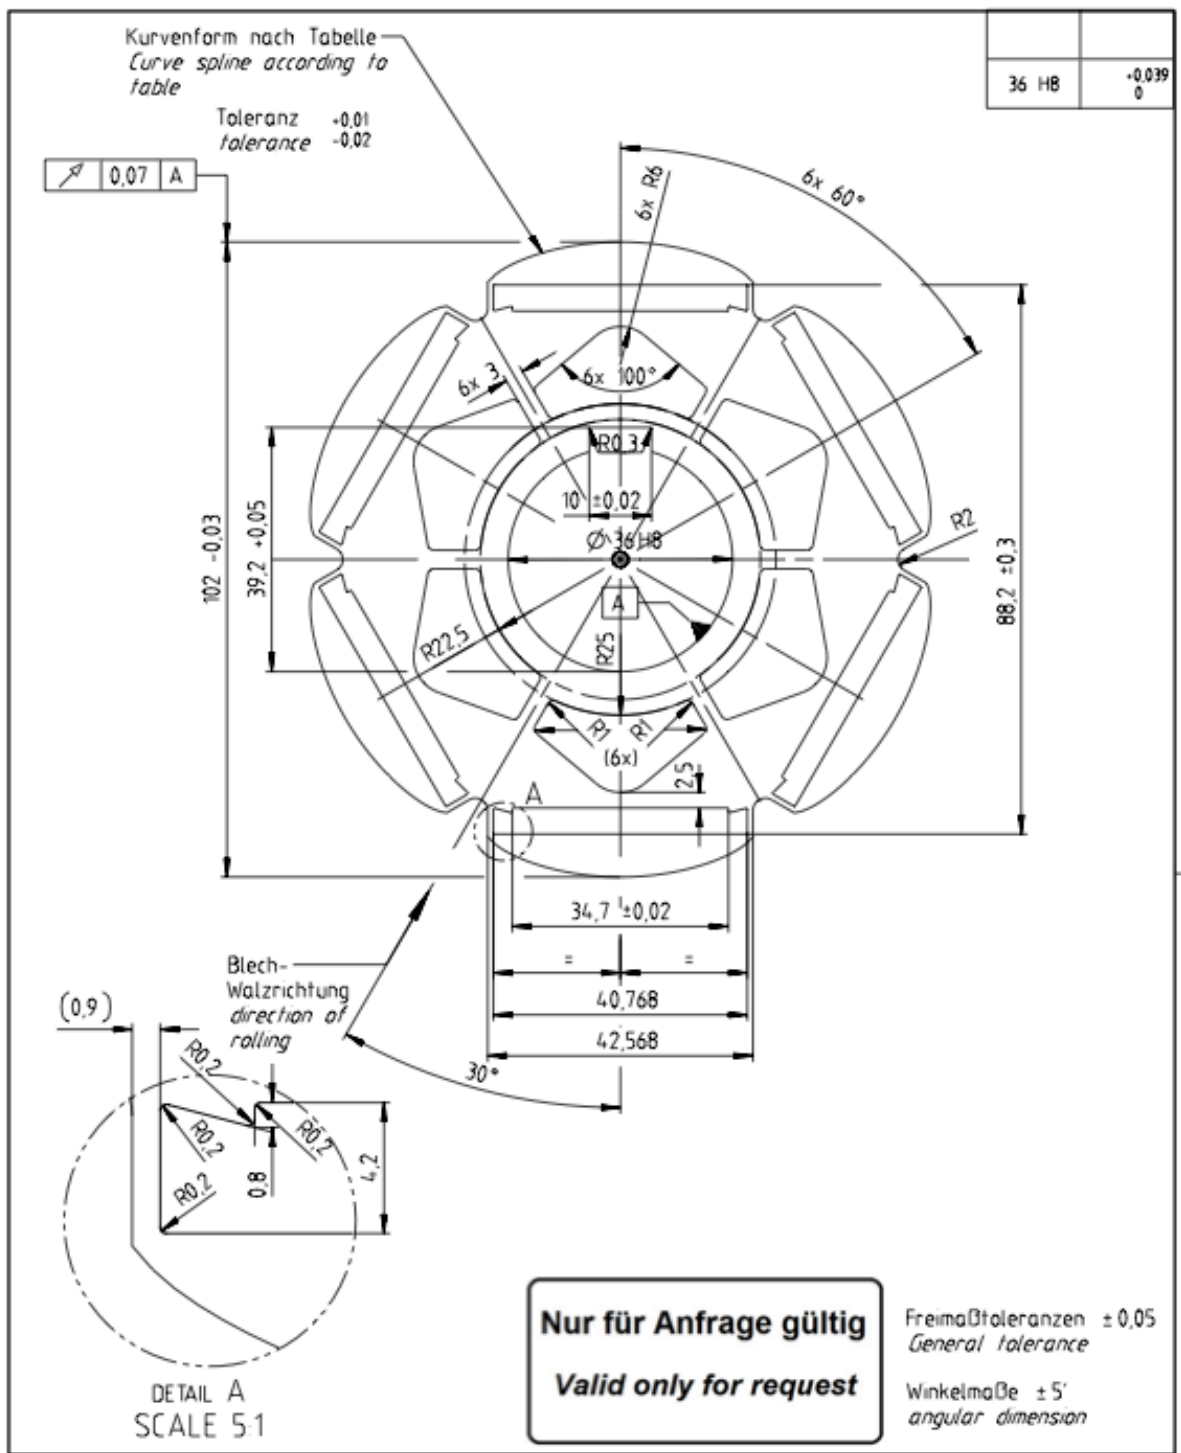 Kurvenform nach Tabelle
Curve spline according to
table
Toleranz +0,01
tolerance -0,02
36 H8 +0.039
0
0,07 A
6x R6
6x 60°
6x 3
6x 100°
R0.3
10 ±0,02
Ø 36 H8
A
R2
102 -0,03
39,2 +0,05
88,2 ±0,3
R22,5
R25
R1 R1
(6x)
2,5
A
34,7 ±0,02
= =
40,768
42,568
Blech-
Walzrichtung
direction of
rolling
30°
(0,9)
R0,2
R0,2
R0,2
R0,2
0,8
4,2
DETAIL A
SCALE 5:1
Nur für Anfrage gültig
Valid only for request
Freimaßtoleranzen ±0,05
General tolerance
Winkelmaße ±5'
angular dimension